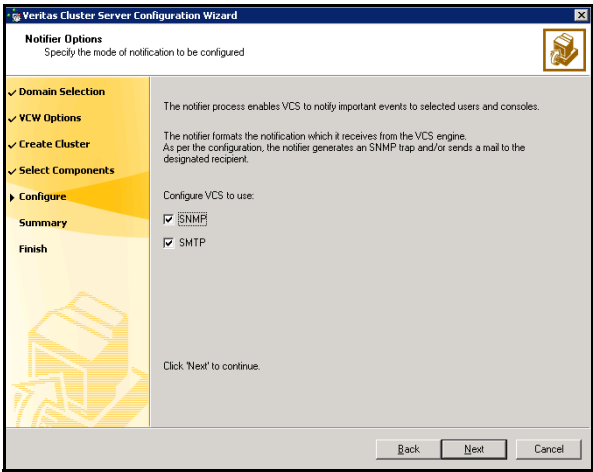 Veritas Cluster Server Configuration Wizard
Notifier Options
Specify the mode of notification to be configured
Domain Selection
VCW Options
Create Cluster
Select Components
Configure
Summary
Finish
The notifier process enables VCS to notify important events to selected users and consoles.
The notifier formats the notification which it receives from the VCS engine.
As per the configuration, the notifier generates an SNMP trap and/or sends a mail to the
designated recipient.
Configure VCS to use:
SNMP
SMTP
Click 'Next' to continue.
Back Next Cancel